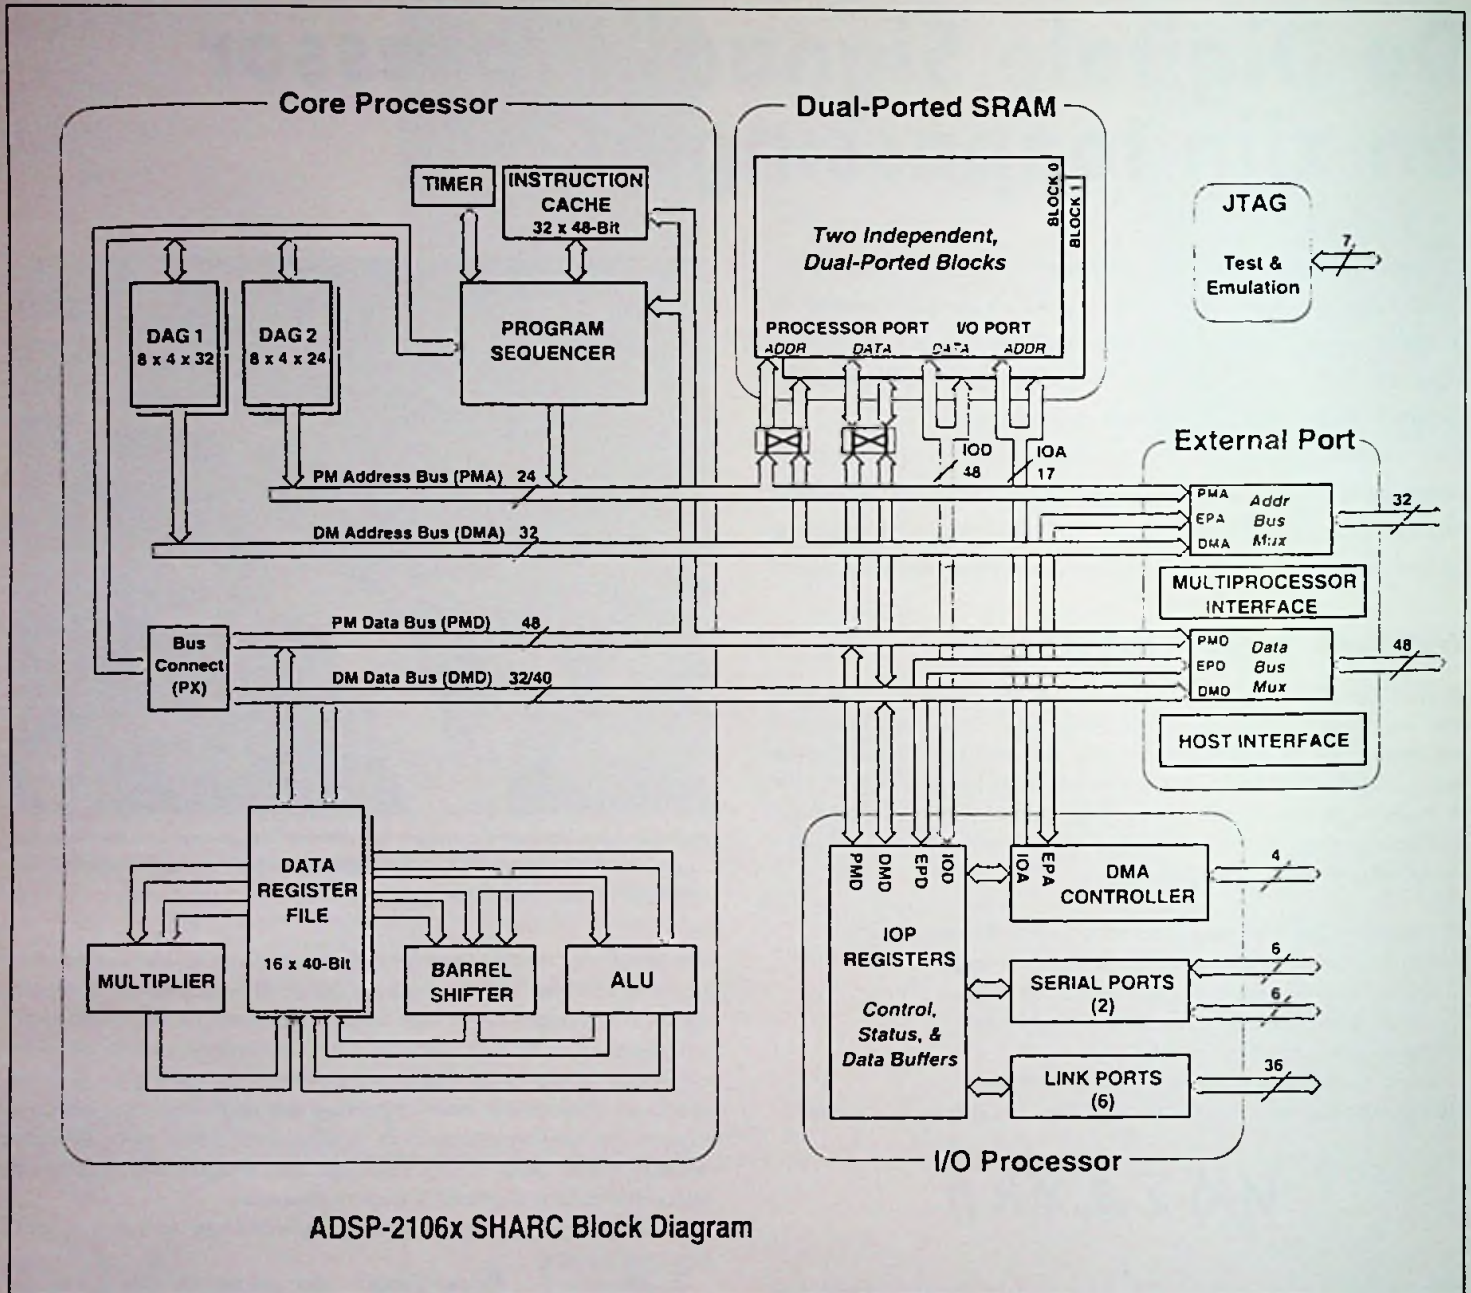 Core Processor
TIMER
INSTRUCTION
CACHE
32 x 48-Bit
DAG 1
8 x 4 x 32
DAG 2
8 x 4 x 24
PROGRAM
SEQUENCER
PM Address Bus (PMA) 24
DM Address Bus (DMA) 32
PM Data Bus (PMD) 48
DM Data Bus (DMD) 32/40
Bus
Connect
(PX)
DATA
REGISTER
FILE
16 x 40-Bit
MULTIPLIER
BARREL
SHIFTER
ALU
Dual-Ported SRAM
Two Independent,
Dual-Ported Blocks
BLOCK 0
BLOCK 1
PROCESSOR PORT
I/O PORT
ADDR
DATA
DATA
ADDR
IOD
48
IOA
17
JTAG
Test &
Emulation
7
External Port
PMA
EPA
DMA
Addr
Bus
Mux
32
MULTIPROCESSOR
INTERFACE
PMD
EPD
DMD
Data
Bus
Mux
48
HOST INTERFACE
PMD
DMD
EPD
IOD
IOA
EPA
IOP
REGISTERS
Control,
Status, &
Data Buffers
DMA
CONTROLLER
4
SERIAL PORTS
(2)
6
6
LINK PORTS
(6)
36
I/O Processor
ADSP-2106x SHARC Block Diagram